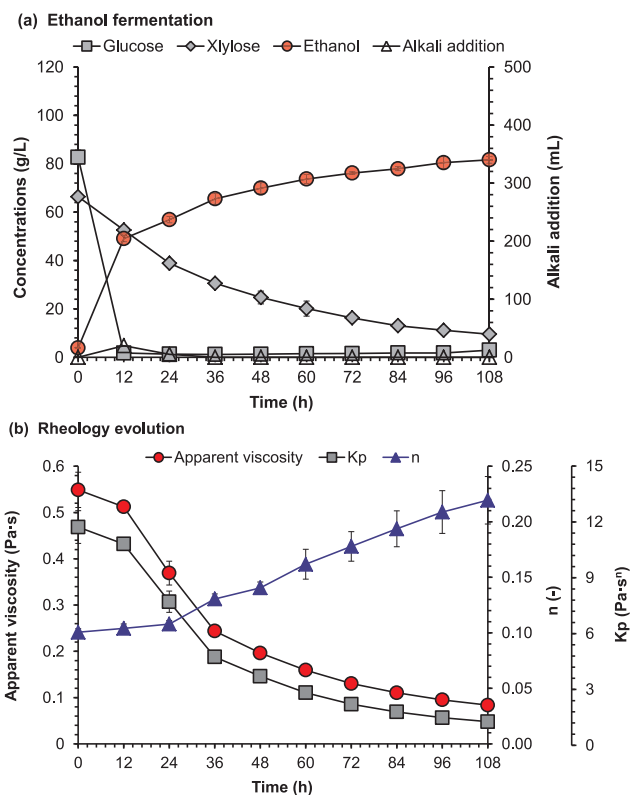 (a) Ethanol fermentation
Glucose Xlylose Ethanol Alkali addition
120 500
100 400
80 300
60 200
40 100
20
0 0
Concentrations (g/L)
Alkali addition (mL)
0 12 24 36 48 60 72 84 96 108
Time (h)
(b) Rheology evolution
Apparent viscosity Kp n
0.6 0.25 15
0.5 0.20 12
0.4 0.15 9
0.3 0.10 6
0.2 0.05 3
0.1
0 0.00 0
Apparent viscosity (Pa·s)
n (-)
Kp (Pa·sⁿ)
0 12 24 36 48 60 72 84 96 108
Time (h)